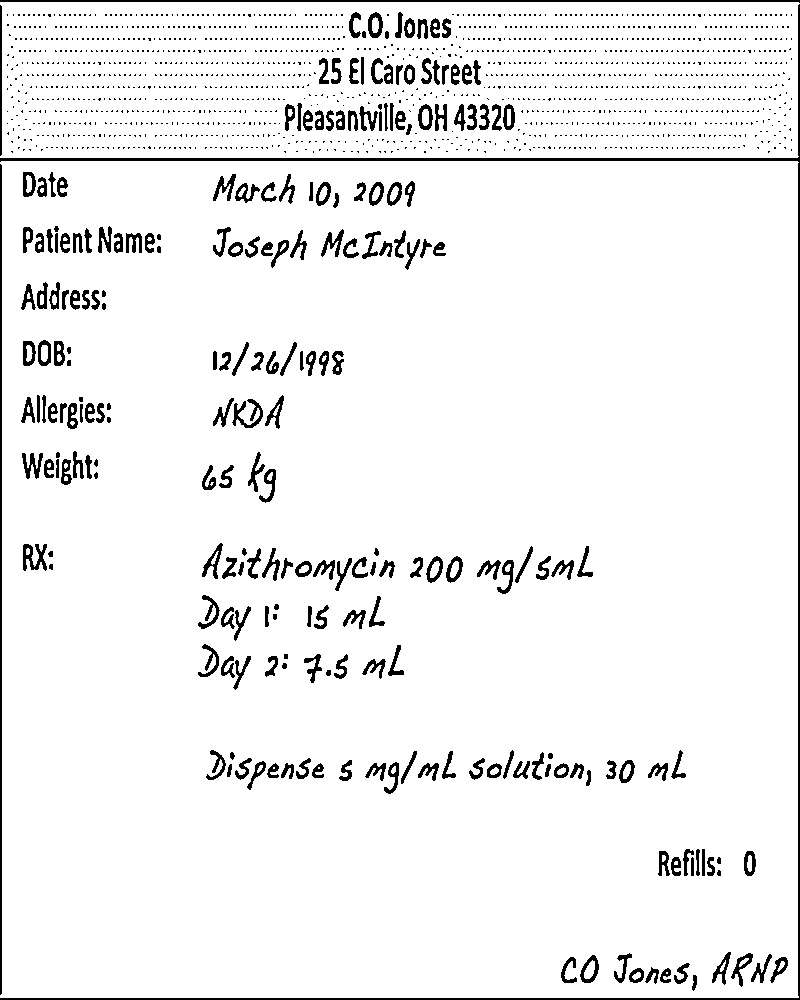 C.O. Jones
25 El Caro Street
Pleasantville, OH 43320
Date March 10, 2009
Patient Name: Joseph McIntyre
Address:
DOB: 12/26/1998
Allergies: NKDA
Weight: 65 kg
RX: Azithromycin 200 mg/5mL
Day 1: 15 mL
Day 2: 7.5 mL
Dispense 5 mg/mL solution, 30 mL
Refills: 0
CO Jones, ARNP